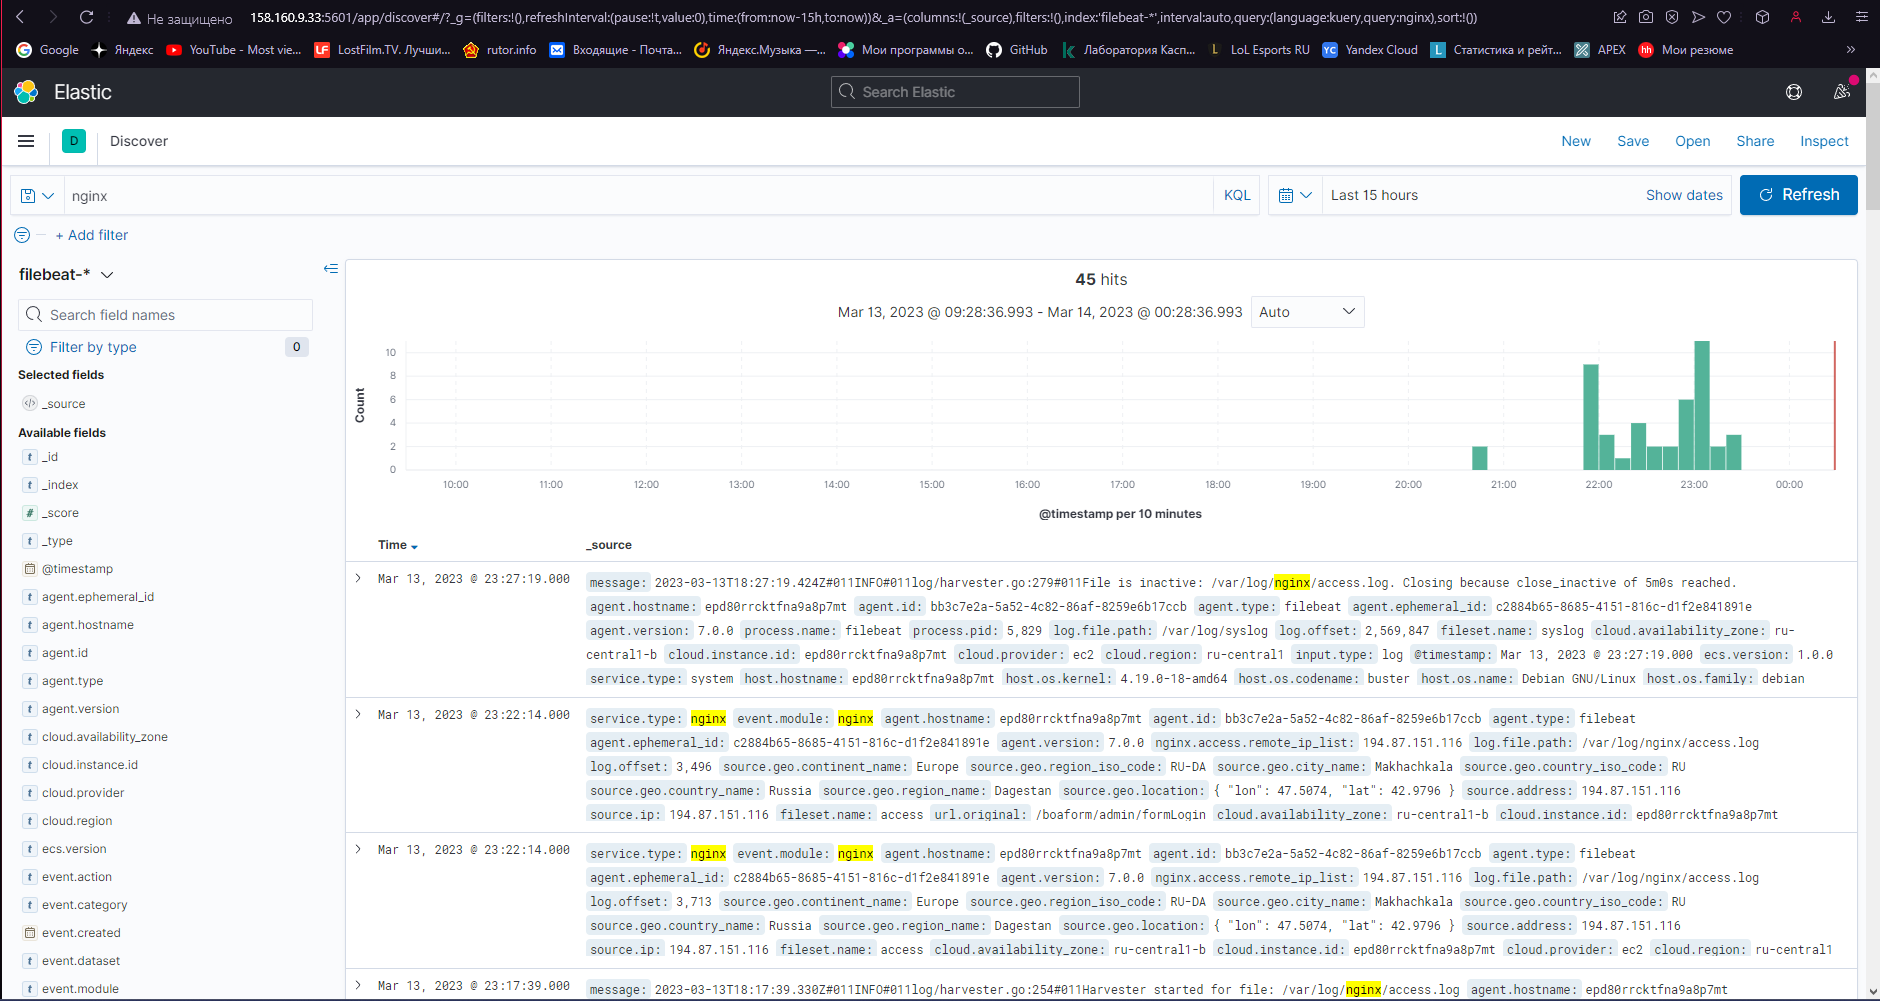 Не защищено 158.160.9.33:5601/app/discover#/?_g=(filters:!(),refreshInterval:(pause:!t,value:0),time:(from:now-15h,to:now))&_a=(columns:!(_source),filters:!(),index:'filebeat-*',interval:auto,query:(language:kuery,query:nginx),sort:!())
Google Яндекс YouTube - Most vie... LostFilm.TV. Лучши... rutor.info Входящие - Почта... Яндекс.Музыка —... Мои программы о... GitHub Лаборатория Касп... LoL Esports RU Yandex Cloud Статистика и рейт... APEX Мои резюме »
Elastic Search Elastic
D Discover New Save Open Share Inspect
nginx KQL Last 15 hours Show dates Refresh
+ Add filter
filebeat-*
Search field names
Filter by type 0
Selected fields
_source
Available fields
t _id
t _index
# _score
t _type
@timestamp
t agent.ephemeral_id
t agent.hostname
t agent.id
t agent.type
t agent.version
t cloud.availability_zone
t cloud.instance.id
t cloud.provider
t cloud.region
t ecs.version
t event.action
t event.category
event.created
t event.dataset
t event.module
45 hits
Mar 13, 2023 @ 09:28:36.993 - Mar 14, 2023 @ 00:28:36.993 Auto
Count
10
8
6
4
2
0
10:00 11:00 12:00 13:00 14:00 15:00 16:00 17:00 18:00 19:00 20:00 21:00 22:00 23:00 00:00
@timestamp per 10 minutes
Time _source
Mar 13, 2023 @ 23:27:19.000 message: 2023-03-13T18:27:19.424Z#011INFO#011log/harvester.go:279#011File is inactive: /var/log/nginx/access.log. Closing because close_inactive of 5m0s reached.
agent.hostname: epd80rrcktfna9a8p7mt agent.id: bb3c7e2a-5a52-4c82-86af-8259e6b17ccb agent.type: filebeat agent.ephemeral_id: c2884b65-8685-4151-816c-d1f2e841891e
agent.version: 7.0.0 process.name: filebeat process.pid: 5,829 log.file.path: /var/log/syslog log.offset: 2,569,847 fileset.name: syslog cloud.availability_zone: ru-
central1-b cloud.instance.id: epd80rrcktfna9a8p7mt cloud.provider: ec2 cloud.region: ru-central1 input.type: log @timestamp: Mar 13, 2023 @ 23:27:19.000 ecs.version: 1.0.0
service.type: system host.hostname: epd80rrcktfna9a8p7mt host.os.kernel: 4.19.0-18-amd64 host.os.codename: buster host.os.name: Debian GNU/Linux host.os.family: debian
Mar 13, 2023 @ 23:22:14.000 service.type: nginx event.module: nginx agent.hostname: epd80rrcktfna9a8p7mt agent.id: bb3c7e2a-5a52-4c82-86af-8259e6b17ccb agent.type: filebeat
agent.ephemeral_id: c2884b65-8685-4151-816c-d1f2e841891e agent.version: 7.0.0 nginx.access.remote_ip_list: 194.87.151.116 log.file.path: /var/log/nginx/access.log
log.offset: 3,496 source.geo.continent_name: Europe source.geo.region_iso_code: RU-DA source.geo.city_name: Makhachkala source.geo.country_iso_code: RU
source.geo.country_name: Russia source.geo.region_name: Dagestan source.geo.location: { "lon": 47.5074, "lat": 42.9796 } source.address: 194.87.151.116
source.ip: 194.87.151.116 fileset.name: access url.original: /boaform/admin/formLogin cloud.availability_zone: ru-central1-b cloud.instance.id: epd80rrcktfna9a8p7mt
Mar 13, 2023 @ 23:22:14.000 service.type: nginx event.module: nginx agent.hostname: epd80rrcktfna9a8p7mt agent.id: bb3c7e2a-5a52-4c82-86af-8259e6b17ccb agent.type: filebeat
agent.ephemeral_id: c2884b65-8685-4151-816c-d1f2e841891e agent.version: 7.0.0 nginx.access.remote_ip_list: 194.87.151.116 log.file.path: /var/log/nginx/access.log
log.offset: 3,713 source.geo.continent_name: Europe source.geo.region_iso_code: RU-DA source.geo.city_name: Makhachkala source.geo.country_iso_code: RU
source.geo.country_name: Russia source.geo.region_name: Dagestan source.geo.location: { "lon": 47.5074, "lat": 42.9796 } source.address: 194.87.151.116
source.ip: 194.87.151.116 fileset.name: access cloud.availability_zone: ru-central1-b cloud.instance.id: epd80rrcktfna9a8p7mt cloud.provider: ec2 cloud.region: ru-central1
Mar 13, 2023 @ 23:17:39.000 message: 2023-03-13T18:17:39.330Z#011INFO#011log/harvester.go:254#011Harvester started for file: /var/log/nginx/access.log agent.hostname: epd80rrcktfna9a8p7mt